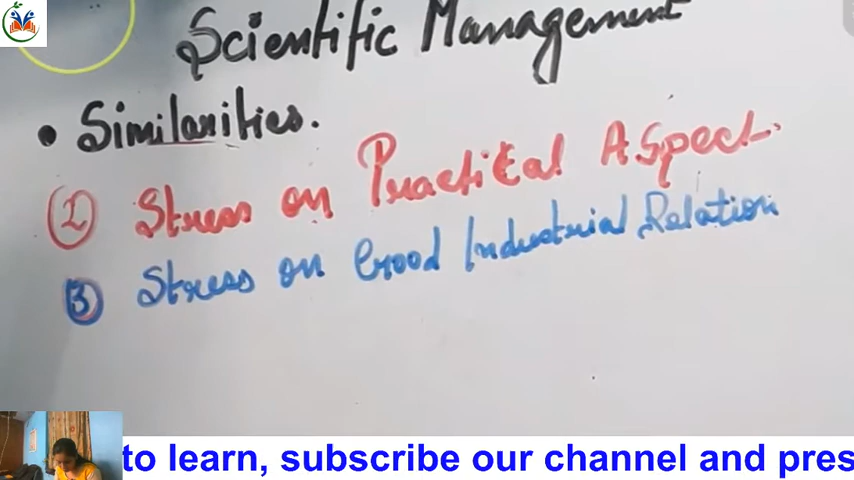 Scientific Management
• Similarities.
① Stress on Practical Aspect.
③ Stress on Good Industrial Relation
to learn, subscribe our channel and pres